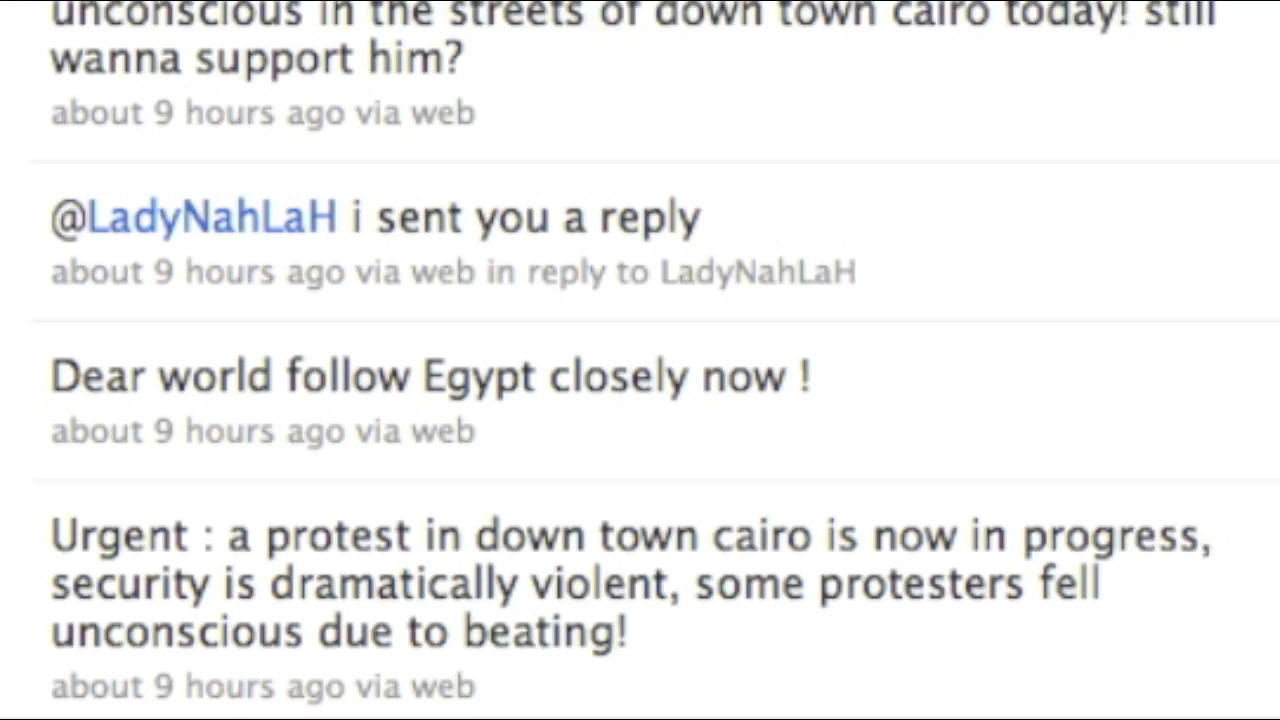 unconscious in the streets of down town cairo today! still
wanna support him?
about 9 hours ago via web
@LadyNahLaH i sent you a reply
about 9 hours ago via web in reply to LadyNahLaH
Dear world follow Egypt closely now !
about 9 hours ago via web
Urgent : a protest in down town cairo is now in progress,
security is dramatically violent, some protesters fell
unconscious due to beating!
about 9 hours ago via web